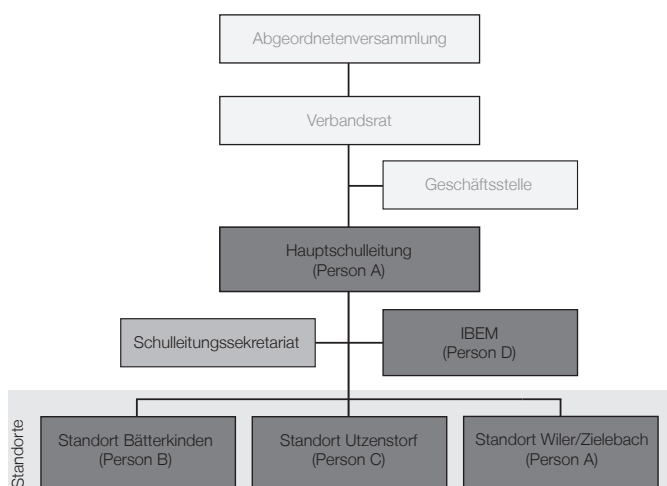 Abgeordnetenversammlung
Verbandsrat
Geschäftsstelle
Hauptschulleitung
(Person A)
Schulleitungssekretariat
IBEM
(Person D)
Standorte
Standort Bätterkinden
(Person B)
Standort Utzenstorf
(Person C)
Standort Wiler/Zielebach
(Person A)